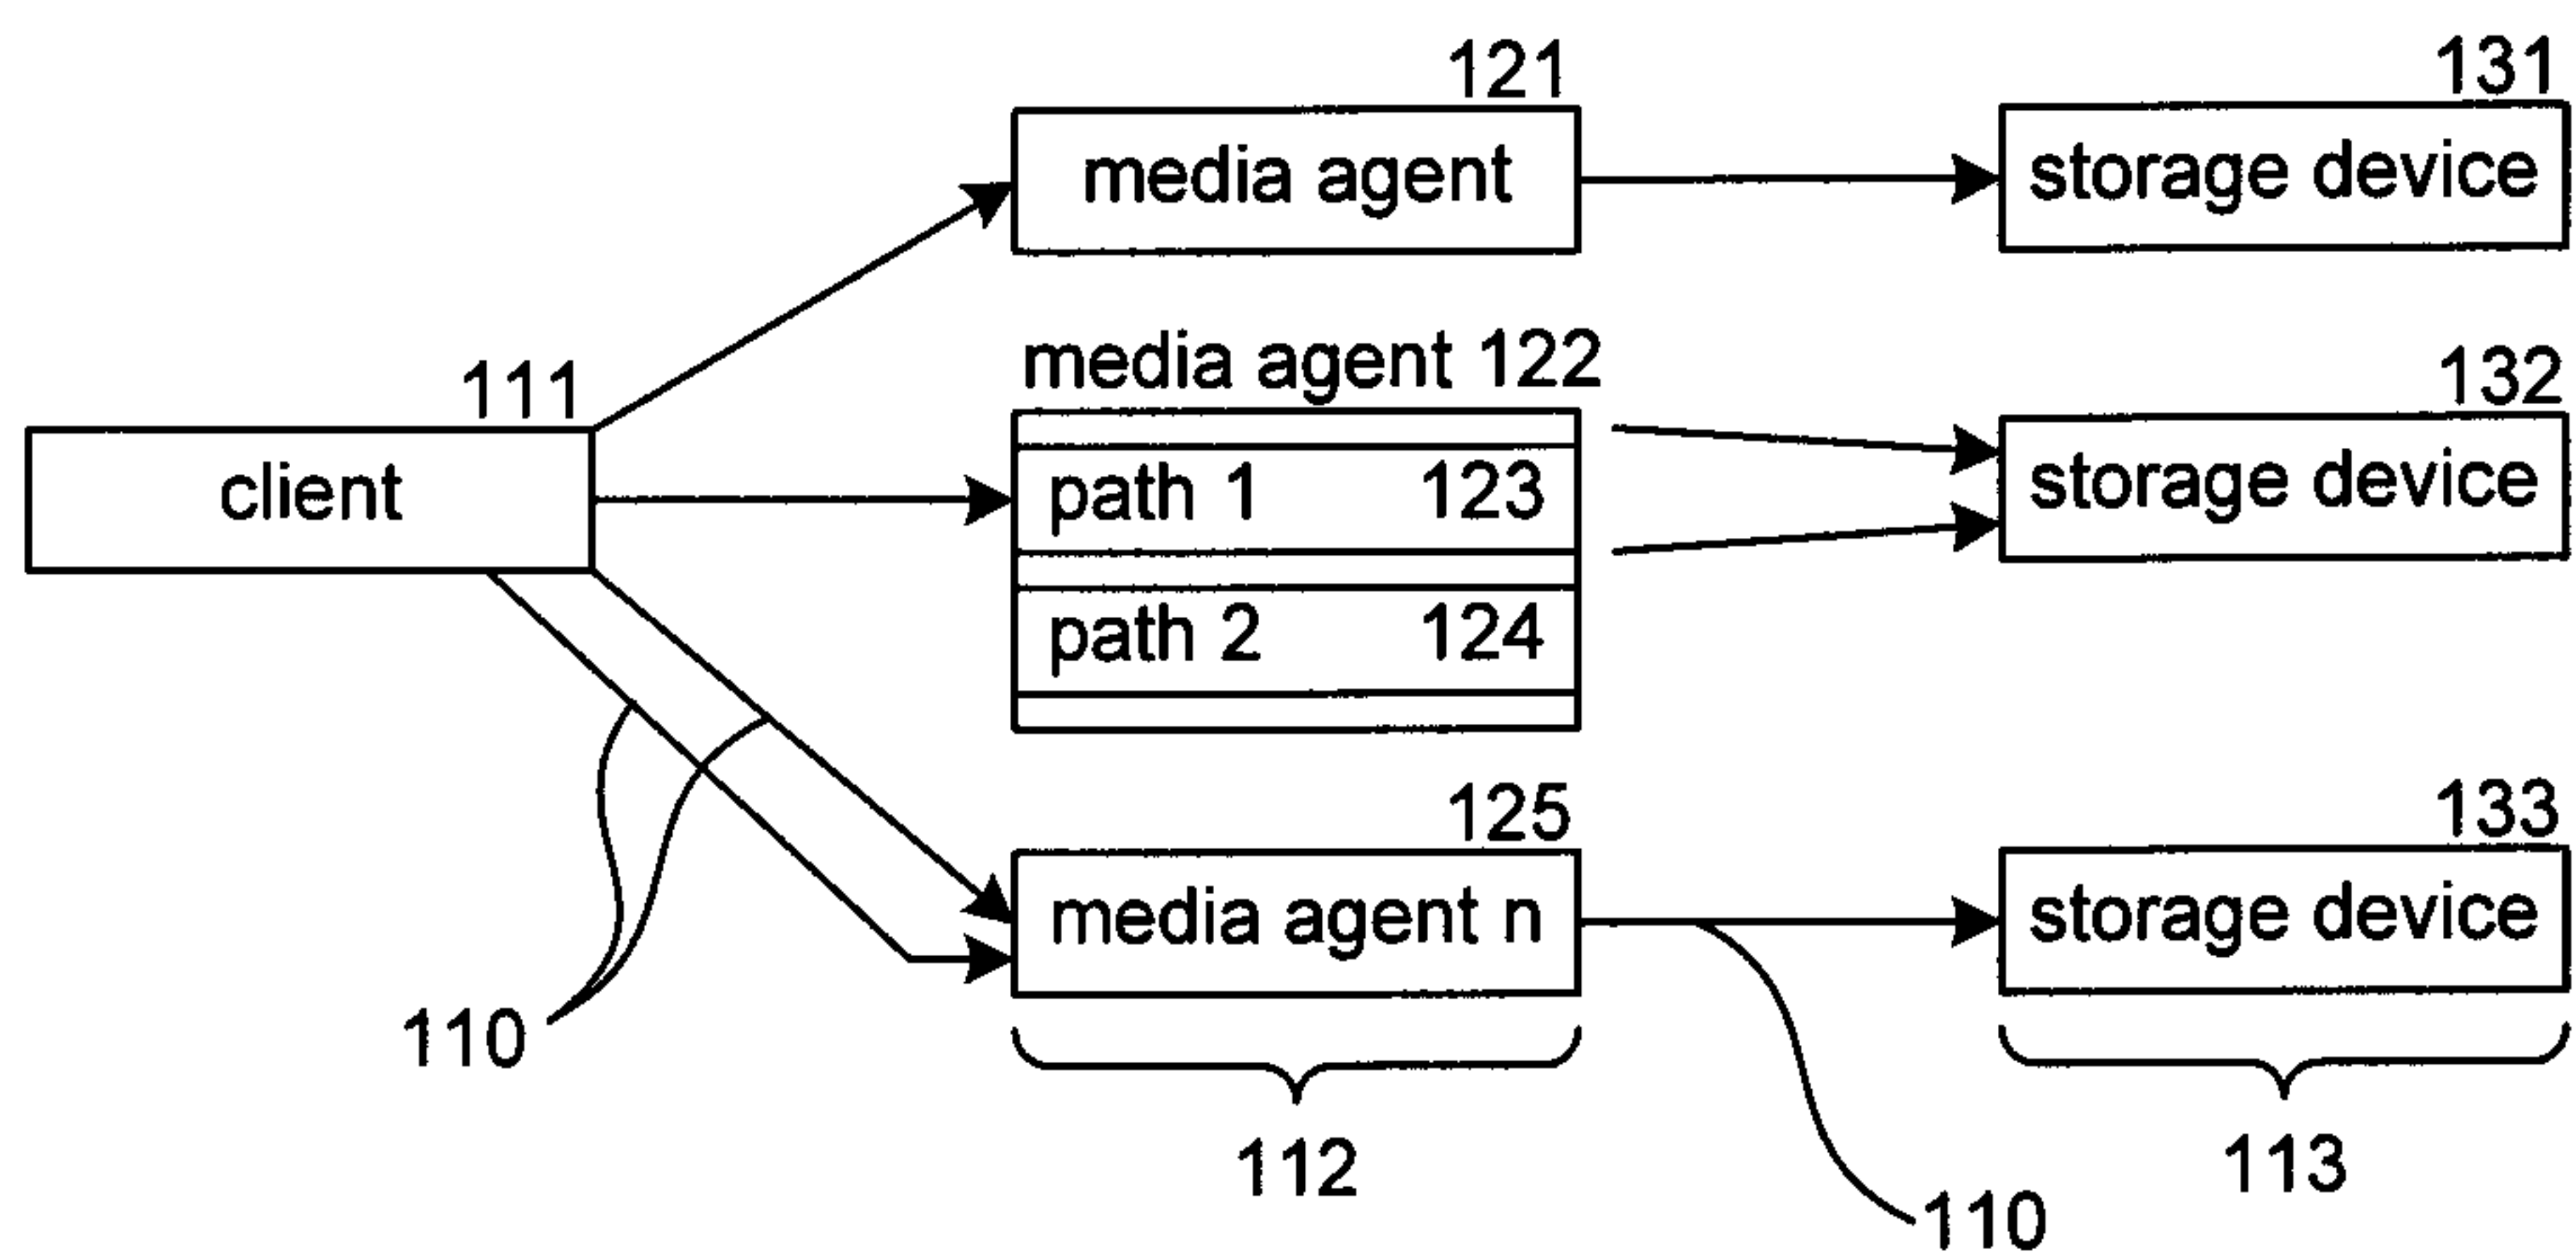 121
131
media agent
storage device
media agent 122
132
111
client
path 1 123
storage device
path 2 124
125
133
media agent n
storage device
110
112
113
110